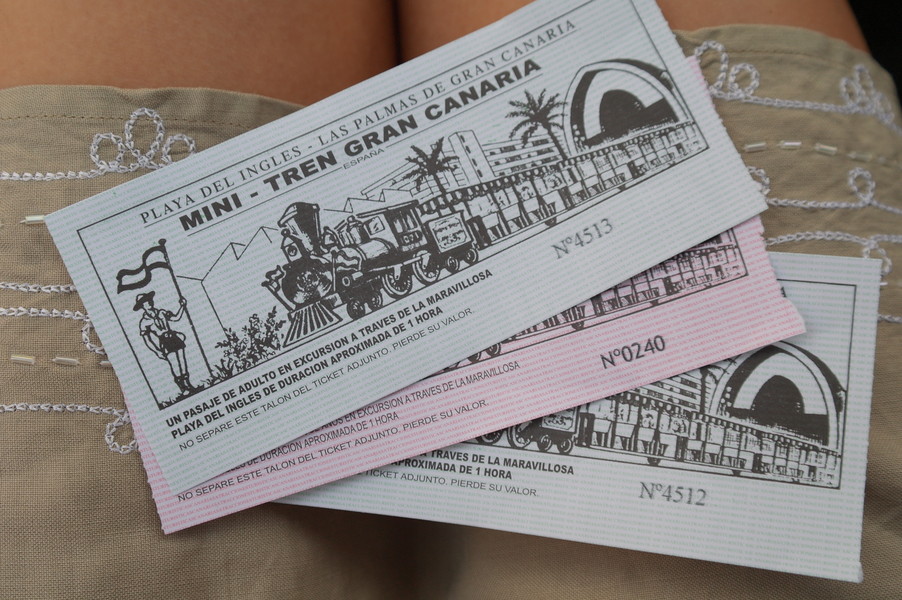 PLAYA DEL INGLES - LAS PALMAS DE GRAN CANARIA
MINI - TREN GRAN CANARIA
ESPAÑA
Nº4513
UN PASAJE DE ADULTO EN EXCURSION A TRAVES DE LA MARAVILLOSA
PLAYA DEL INGLES DE DURACION APROXIMADA DE 1 HORA
NO SEPARE ESTE TALON DEL TICKET ADJUNTO. PIERDE SU VALOR.
Nº0240
EN EXCURSION A TRAVES DE LA MARAVILLOSA
DE DURACION APROXIMADA DE 1 HORA
NO SEPARE ESTE TALON DEL TICKET ADJUNTO. PIERDE SU VALOR.
Nº4512
TRAVES DE LA MARAVILLOSA
APROXIMADA DE 1 HORA
TICKET ADJUNTO. PIERDE SU VALOR